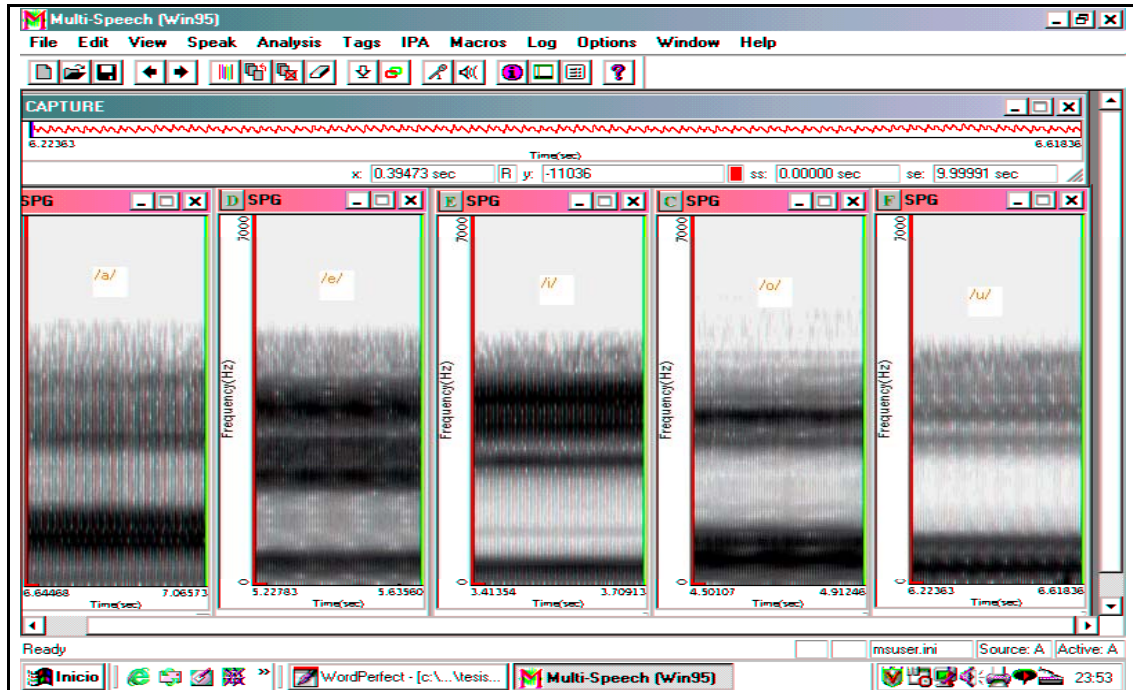 Multi-Speech (Win95)
File Edit View Speak Analysis Tags IPA Macros Log Options Window Help
CAPTURE
6.22363 6.61836
Time(sec)
x: 0.39473 sec R y: -11036 ss: 0.00000 sec se: 9.99991 sec
SPG D SPG E SPG C SPG F SPG
7000 7000 7000 7000
/a/ /e/ /i/ /o/ /u/
Frequency(Hz) Frequency(Hz) Frequency(Hz) Frequency(Hz)
0 0 0 0
6.64468 7.06573 5.22783 5.63560 3.41354 3.70913 4.50107 4.91246 6.22363 6.61836
Time(sec) Time(sec) Time(sec) Time(sec) Time(sec)
Ready msuser.ini Source: A Active: A
Inicio » WordPerfect - [c:\...\tesis... Multi-Speech (Win95) 23:53